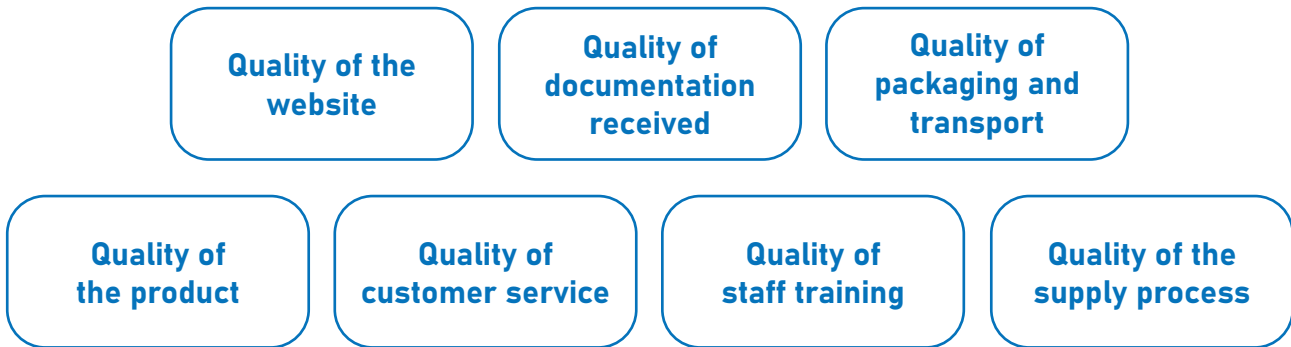 Quality of the
website
Quality of
documentation
received
Quality of
packaging and
transport
Quality of
the product
Quality of
customer service
Quality of
staff training
Quality of the
supply process